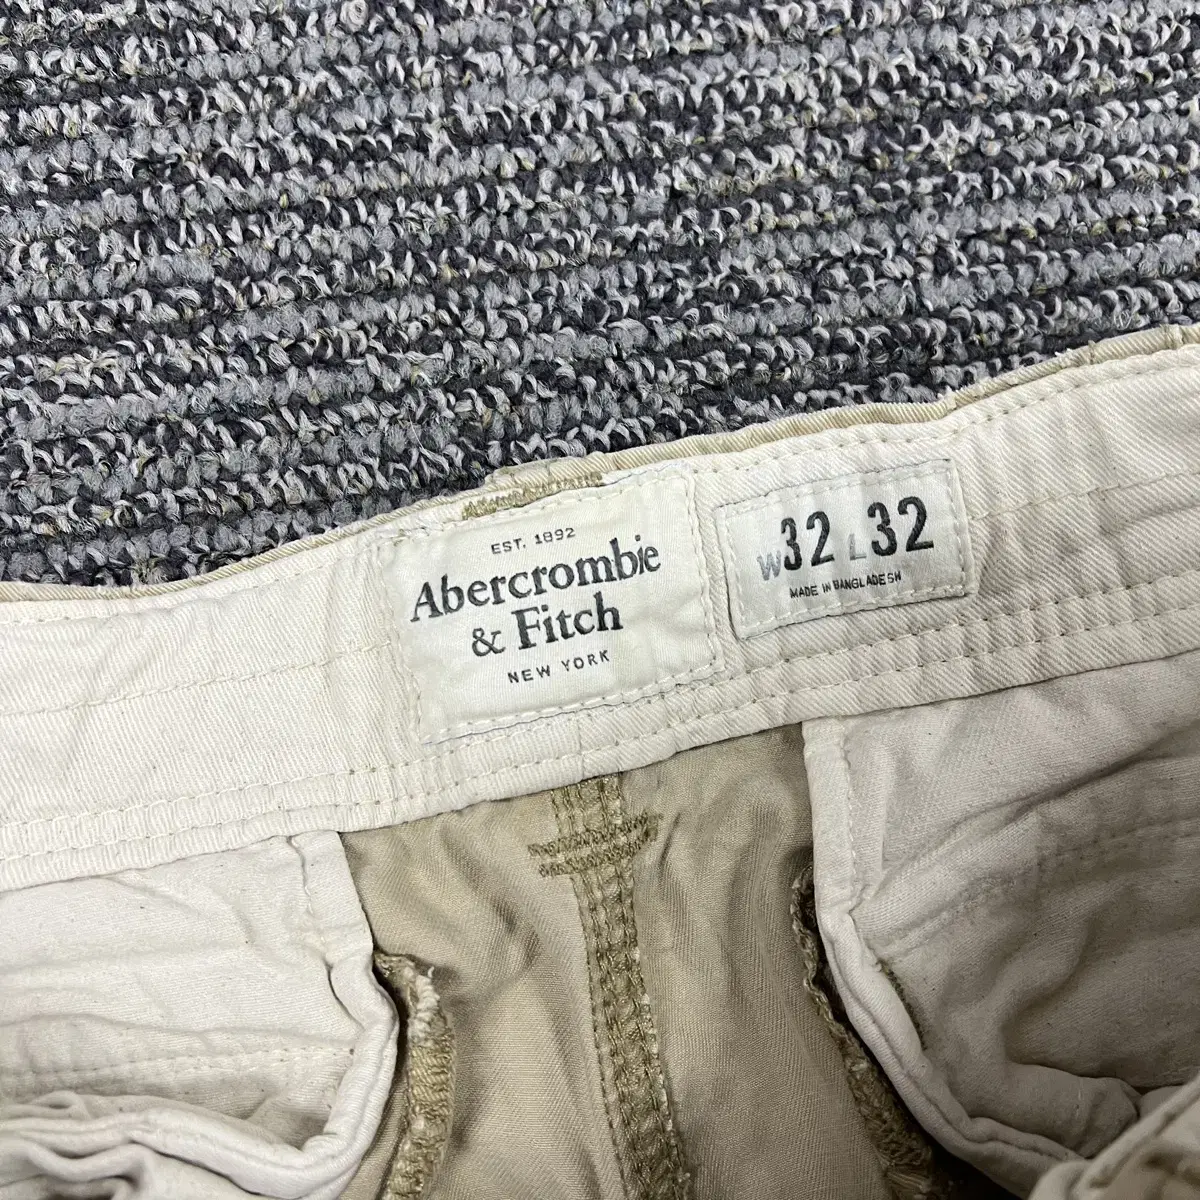 EST. 1892
Abercrombie
& Fitch
NEW YORK
W32 L32
MADE IN BANGLADESH